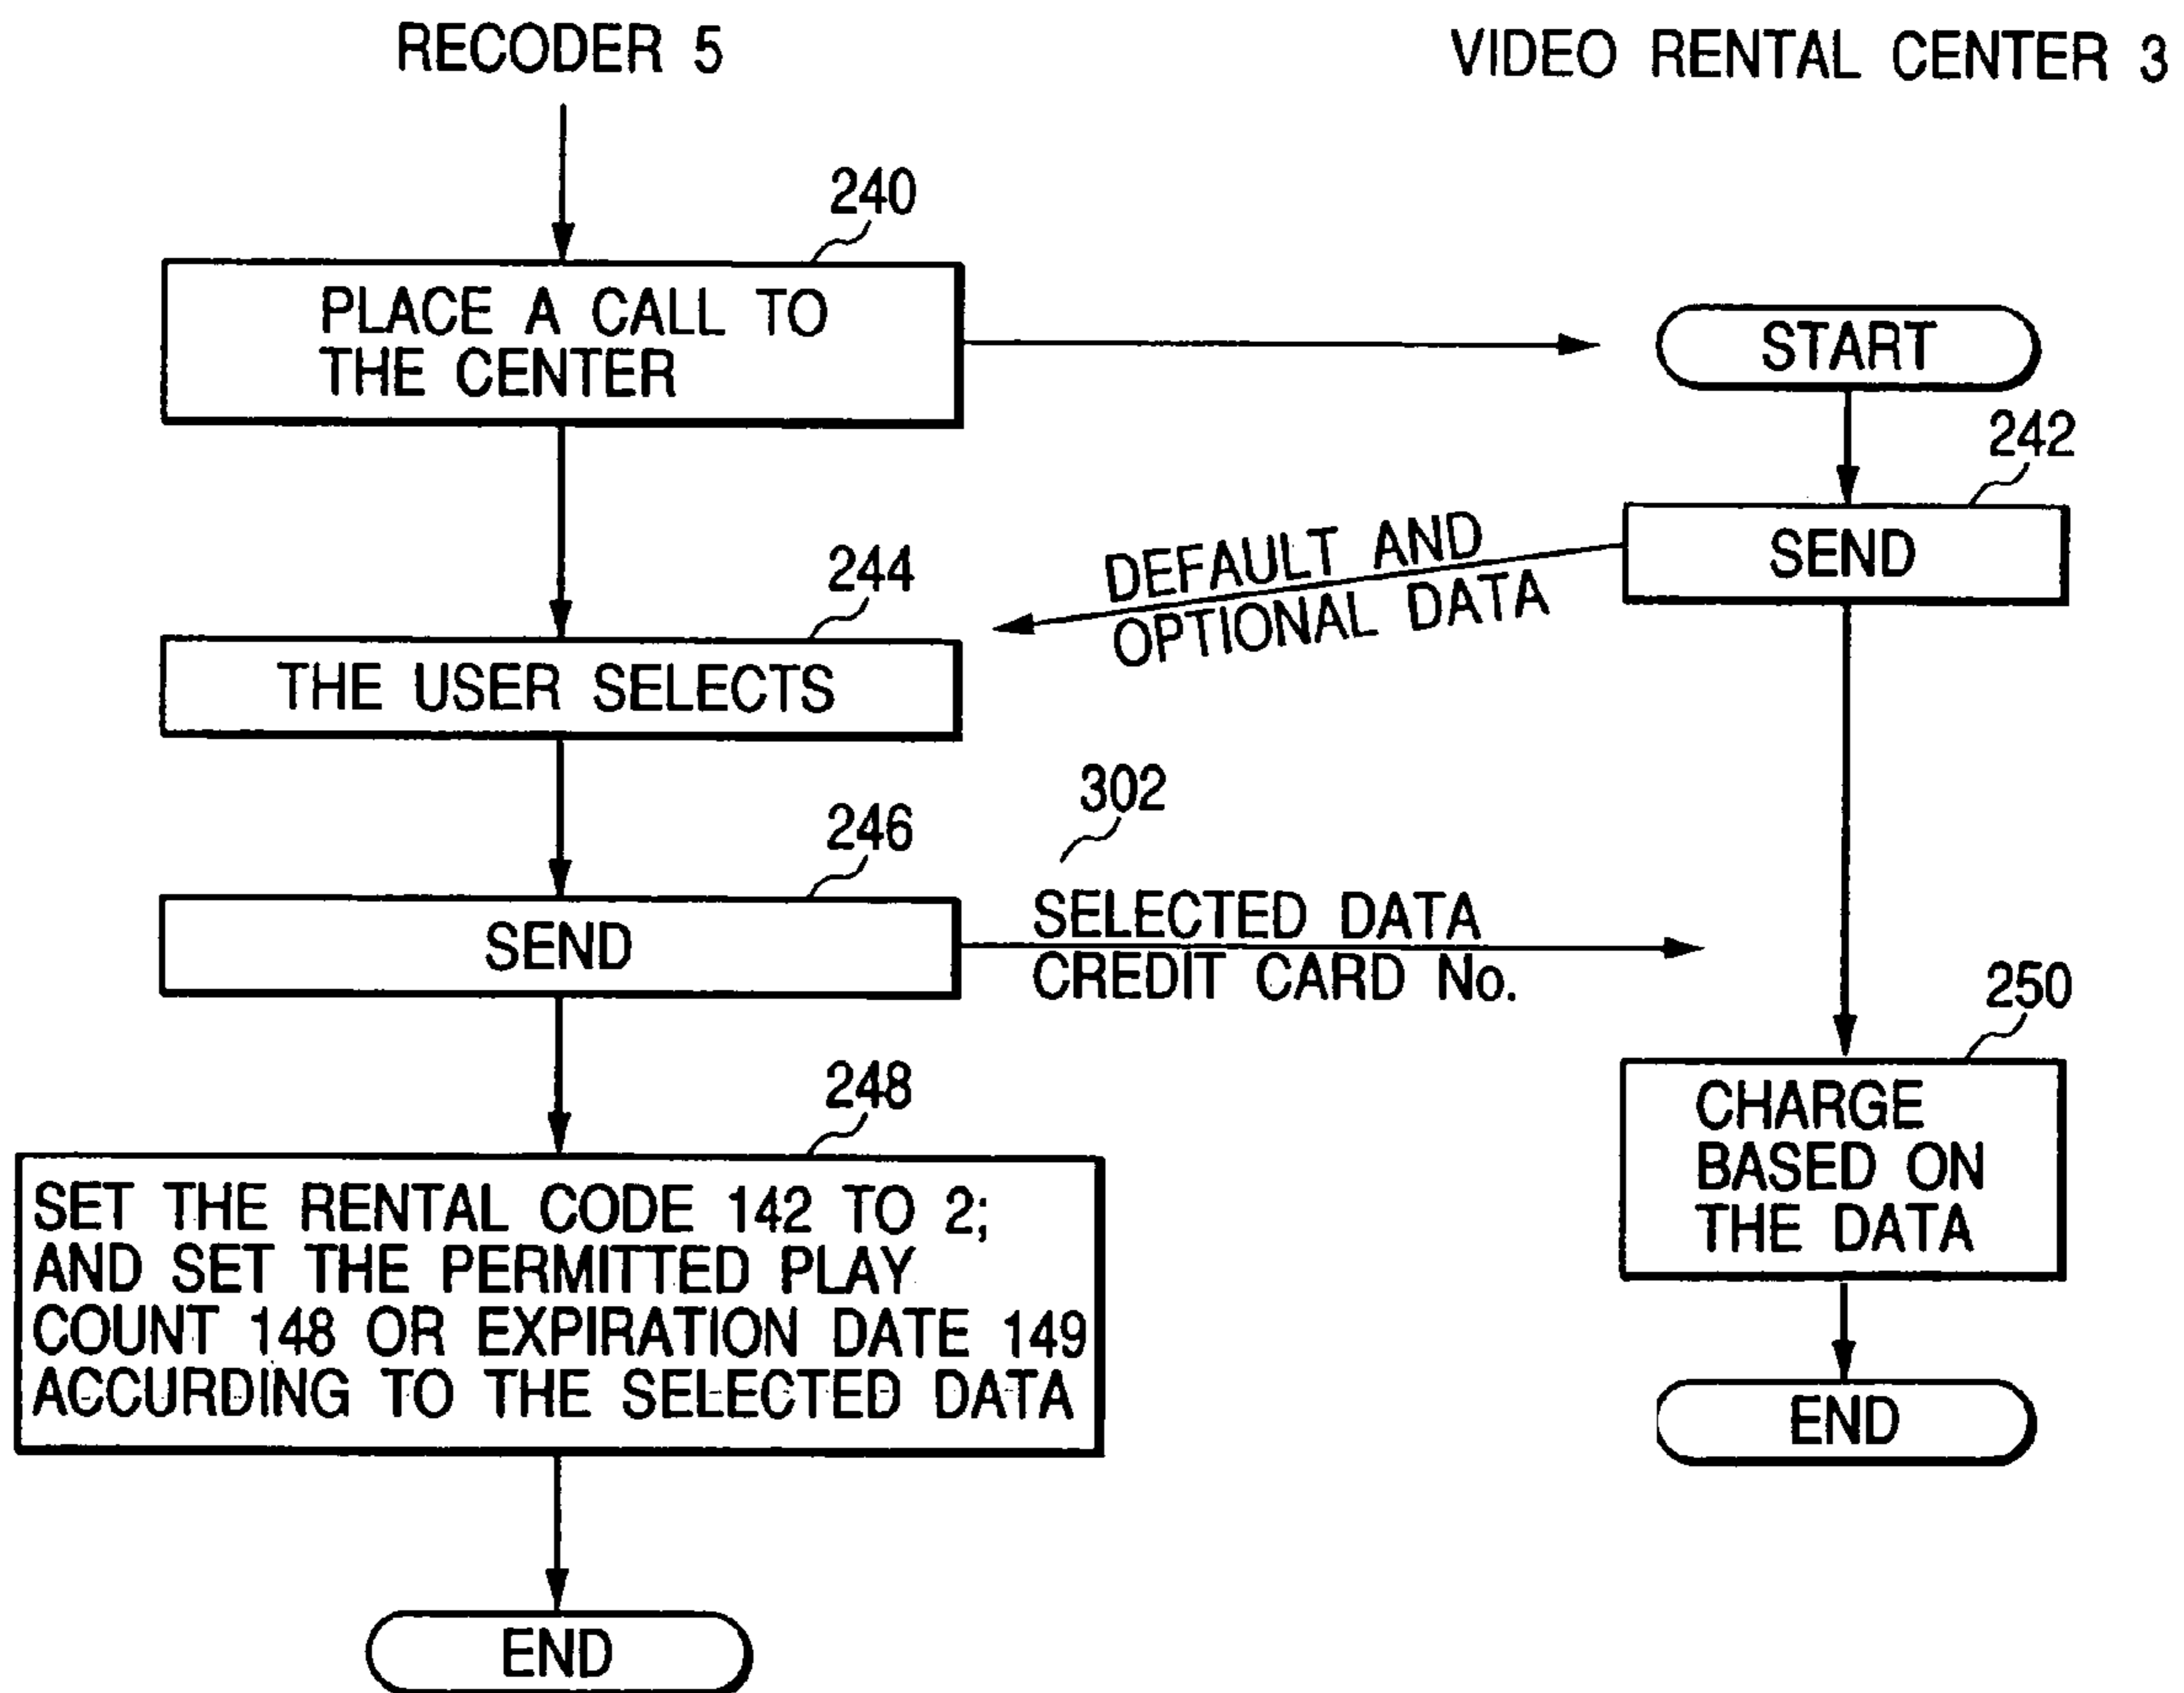 RECODER 5
VIDEO RENTAL CENTER 3
240
PLACE A CALL TO
THE CENTER
START
242
SEND
DEFAULT AND
OPTIONAL DATA
244
THE USER SELECTS
302
246
SEND
SELECTED DATA
CREDIT CARD No.
250
CHARGE
BASED ON
THE DATA
248
SET THE RENTAL CODE 142 TO 2;
AND SET THE PERMITTED PLAY
COUNT 148 OR EXPIRATION DATE 149
ACCURDING TO THE SELECTED DATA
END
END